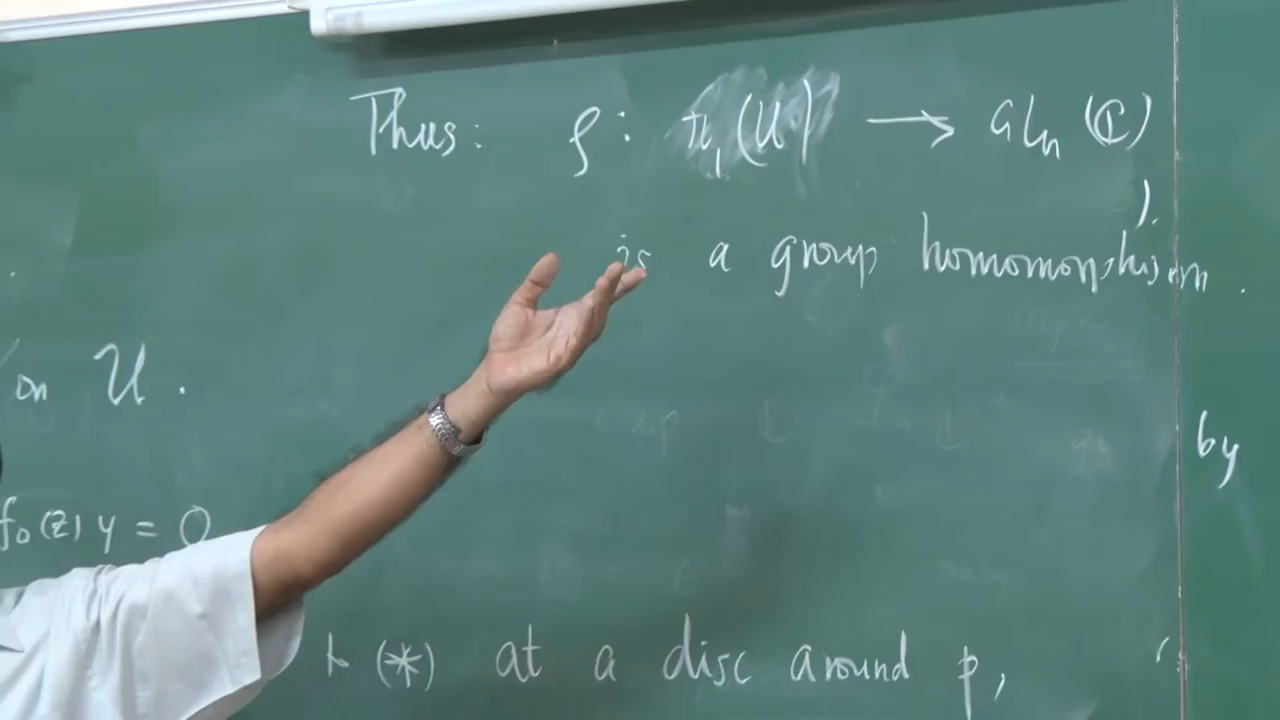 Thus: ρ: π₁(U) → GLₙ(ℂ)
).
is a group homomorphism.
on U.
by
f₀(z) y = 0
(*) at a disc around p,